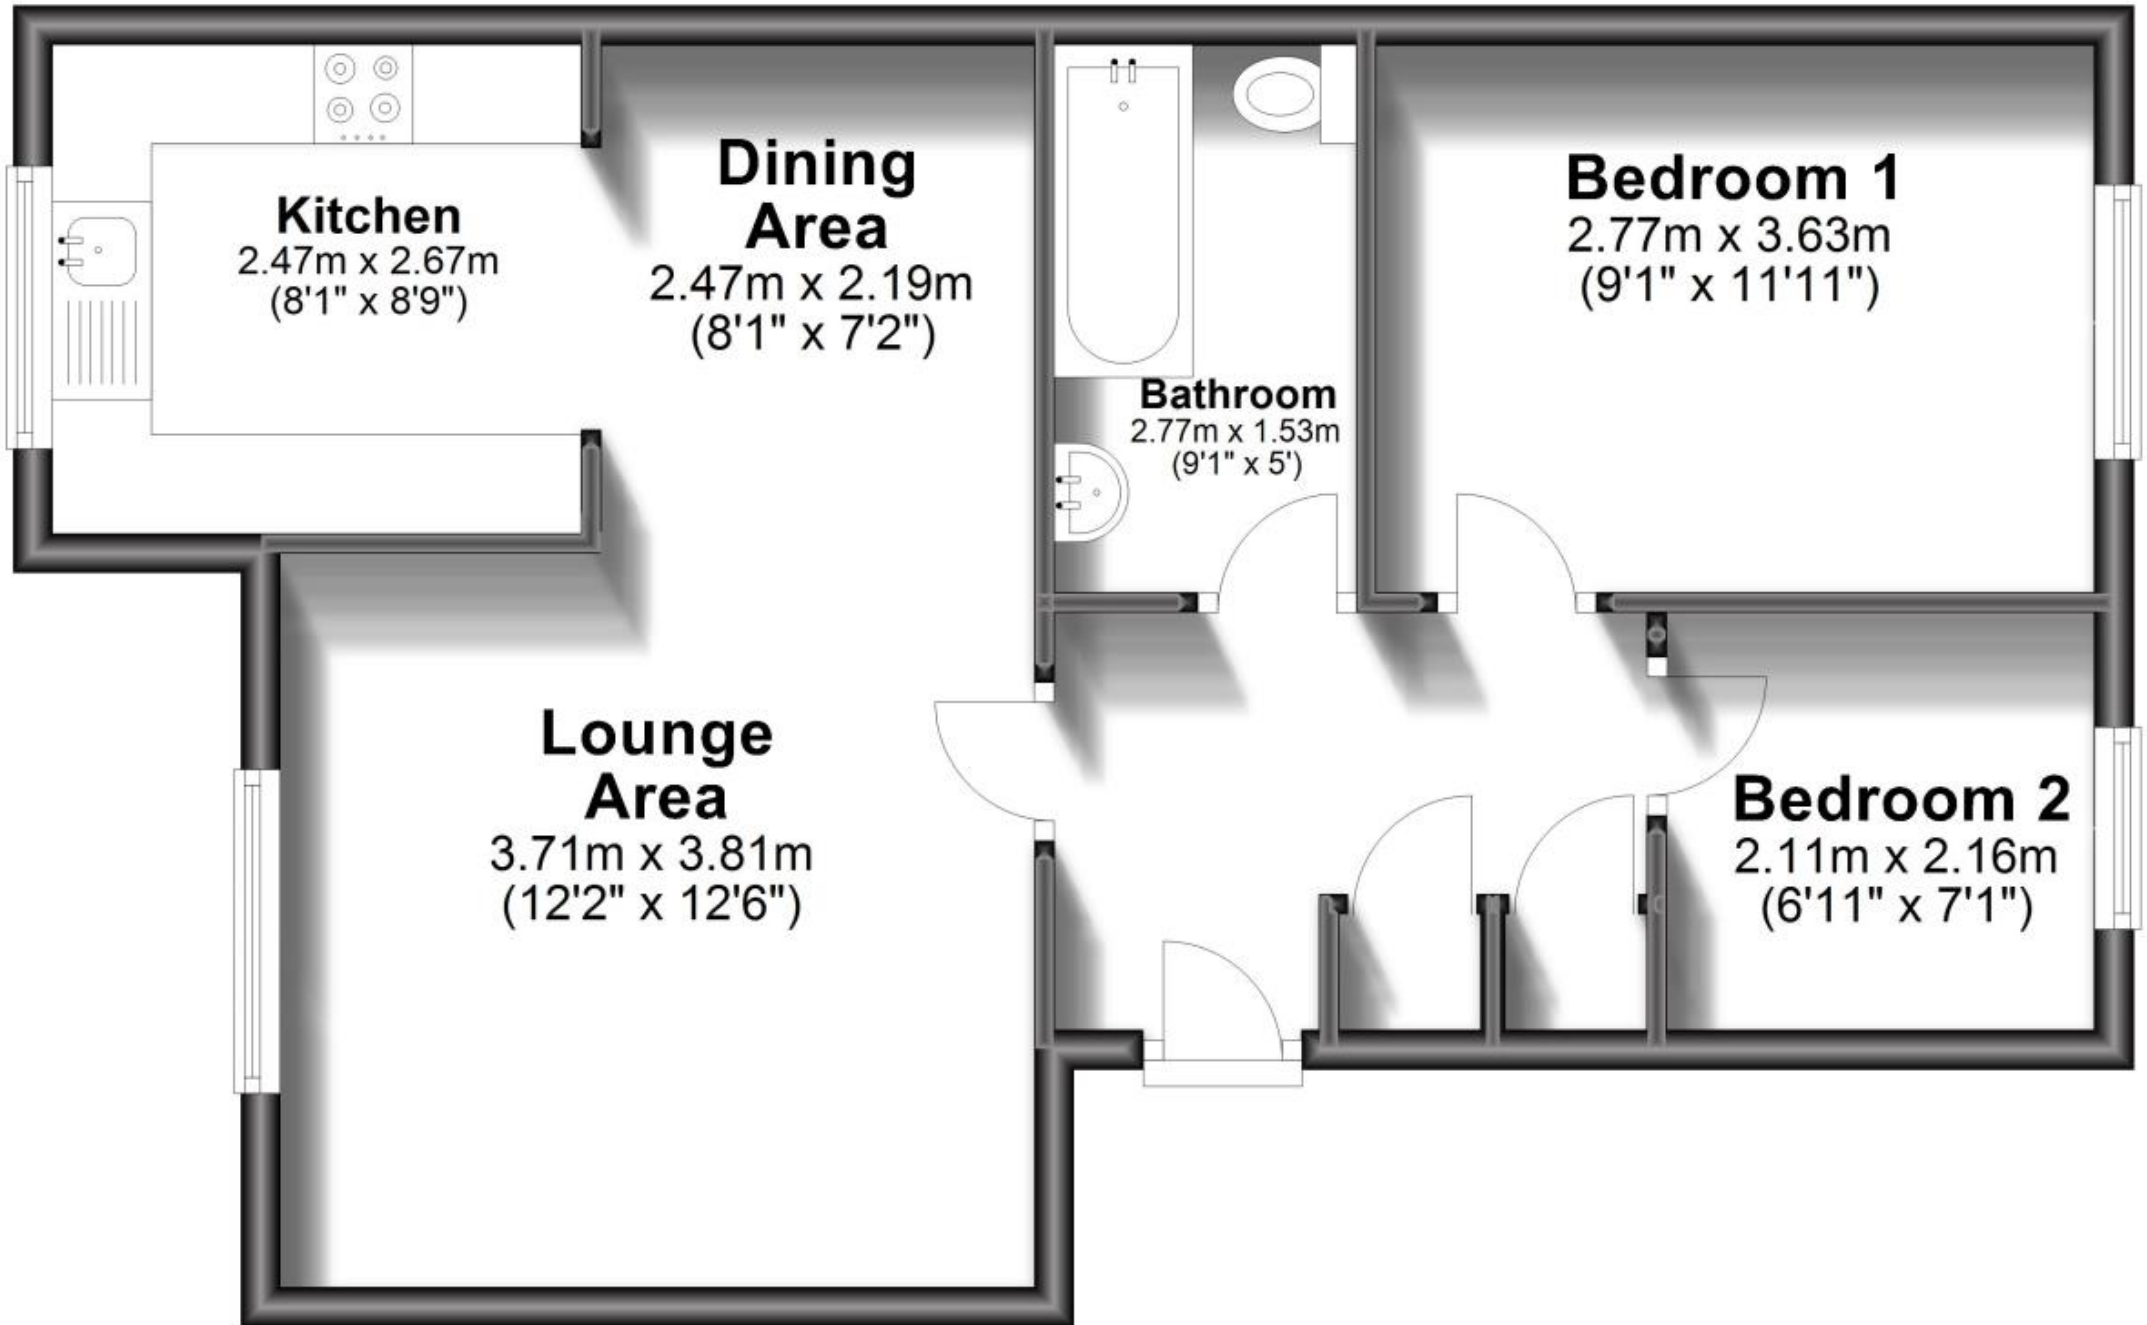 Kitchen
2.47m x 2.67m
(8'1" x 8'9")
Dining
Area
2.47m x 2.19m
(8'1" x 7'2")
Bathroom
2.77m x 1.53m
(9'1" x 5')
Bedroom 1
2.77m x 3.63m
(9'1" x 11'11")
Lounge
Area
3.71m x 3.81m
(12'2" x 12'6")
Bedroom 2
2.11m x 2.16m
(6'11" x 7'1")